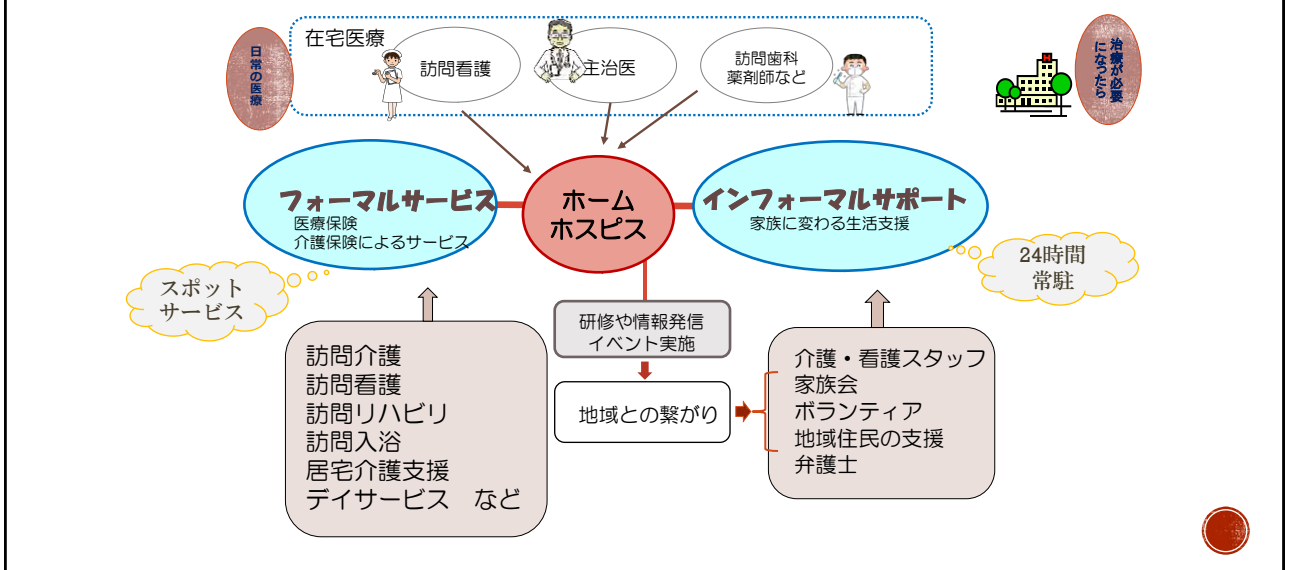 日常の医療
在宅医療
訪問看護
主治医
訪問歯科
薬剤師など
H
治療が必要
になったら
フォーマルサービス
医療保険
介護保険によるサービス
ホーム
ホスピス
インフォーマルサポート
家族に変わる生活支援
スポット
サービス
24時間
常駐
訪問介護
訪問看護
訪問リハビリ
訪問入浴
居宅介護支援
デイサービス　など
研修や情報発信
イベント実施
地域との繋がり
介護・看護スタッフ
家族会
ボランティア
地域住民の支援
弁護士